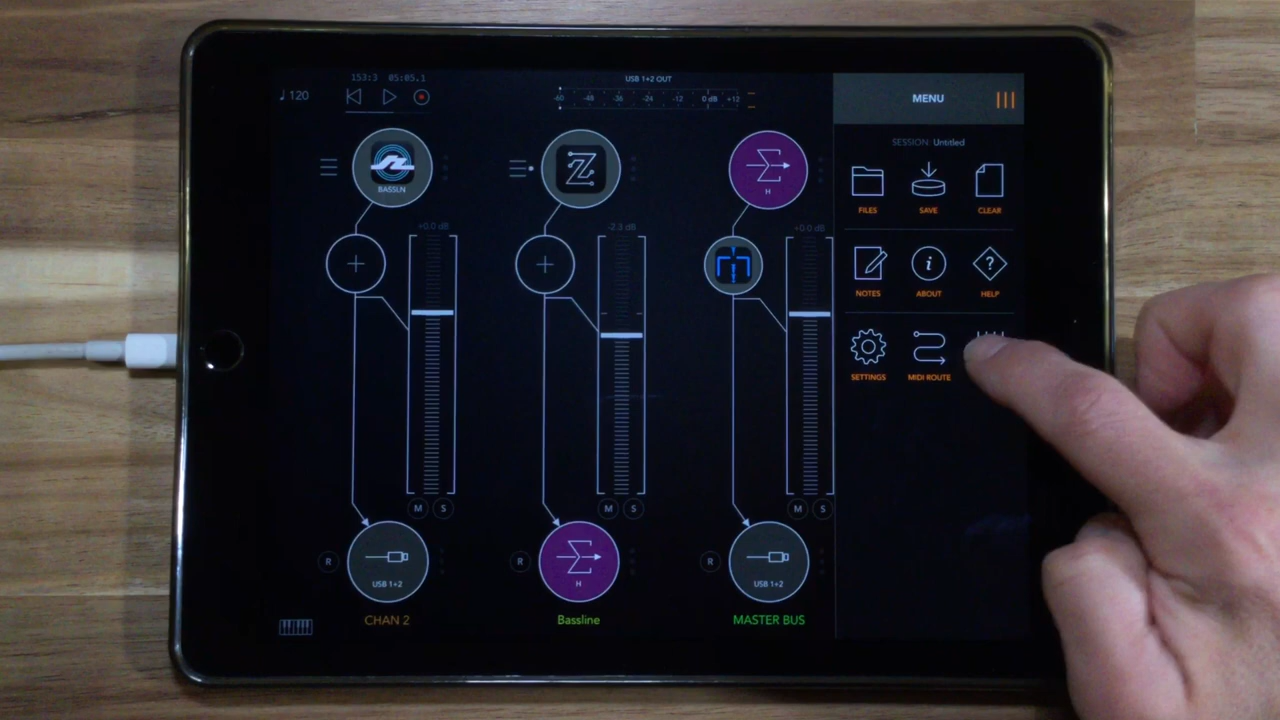 ♩ 120
153:3 05:05.1
USB 1+2 OUT
-60 -48 -36 -24 -12 0 dB +12
MENU
SESSION Untitled
FILES SAVE CLEAR
NOTES ABOUT HELP
SETTINGS MIDI ROUTE
BASSLN
H
+0.0 dB
-2.3 dB
+0.0 dB
M S
M S
M S
R
USB 1+2
R
H
R
USB 1+2
CHAN 2
Bassline
MASTER BUS